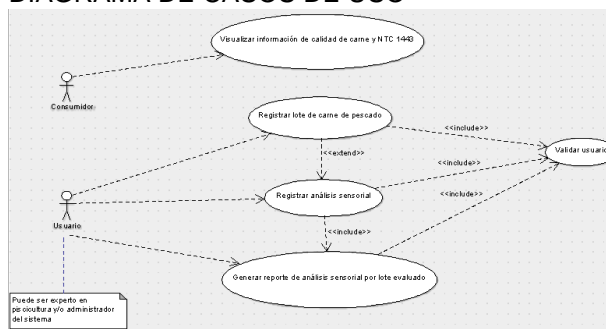 DIAGRAMA DE CASOS DE USO
Visualizar información de calidad de carne y NTC 1443
Consumidor
Registrar lote de carne de pescado
<<include>>
Validar usuario
<<extend>>
<<include>>
Registrar análisis sensorial
<<include>>
Usuario
<<include>>
Generar reporte de análisis sensorial por lote evaluado
Puede ser experto en
piscicultura y/o administrador
del sistema